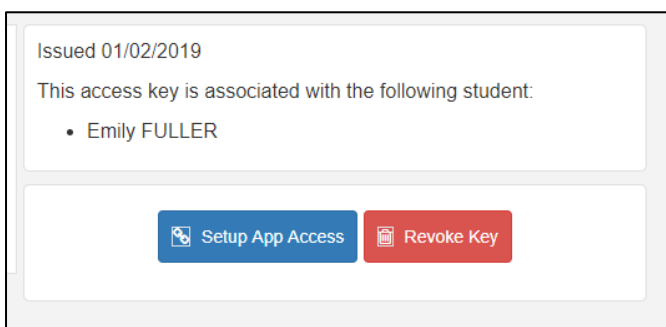 Issued 01/02/2019
This access key is associated with the following student:
• Emily FULLER
Setup App Access
Revoke Key